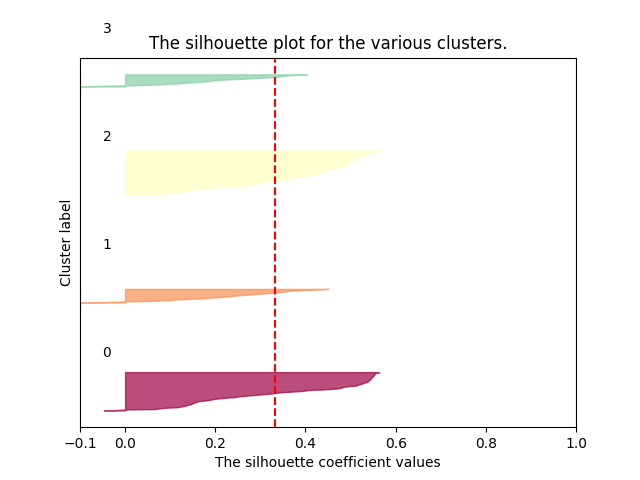 3
The silhouette plot for the various clusters.
2
1
0
Cluster label
−0.1 0.0 0.2 0.4 0.6 0.8 1.0
The silhouette coefficient values